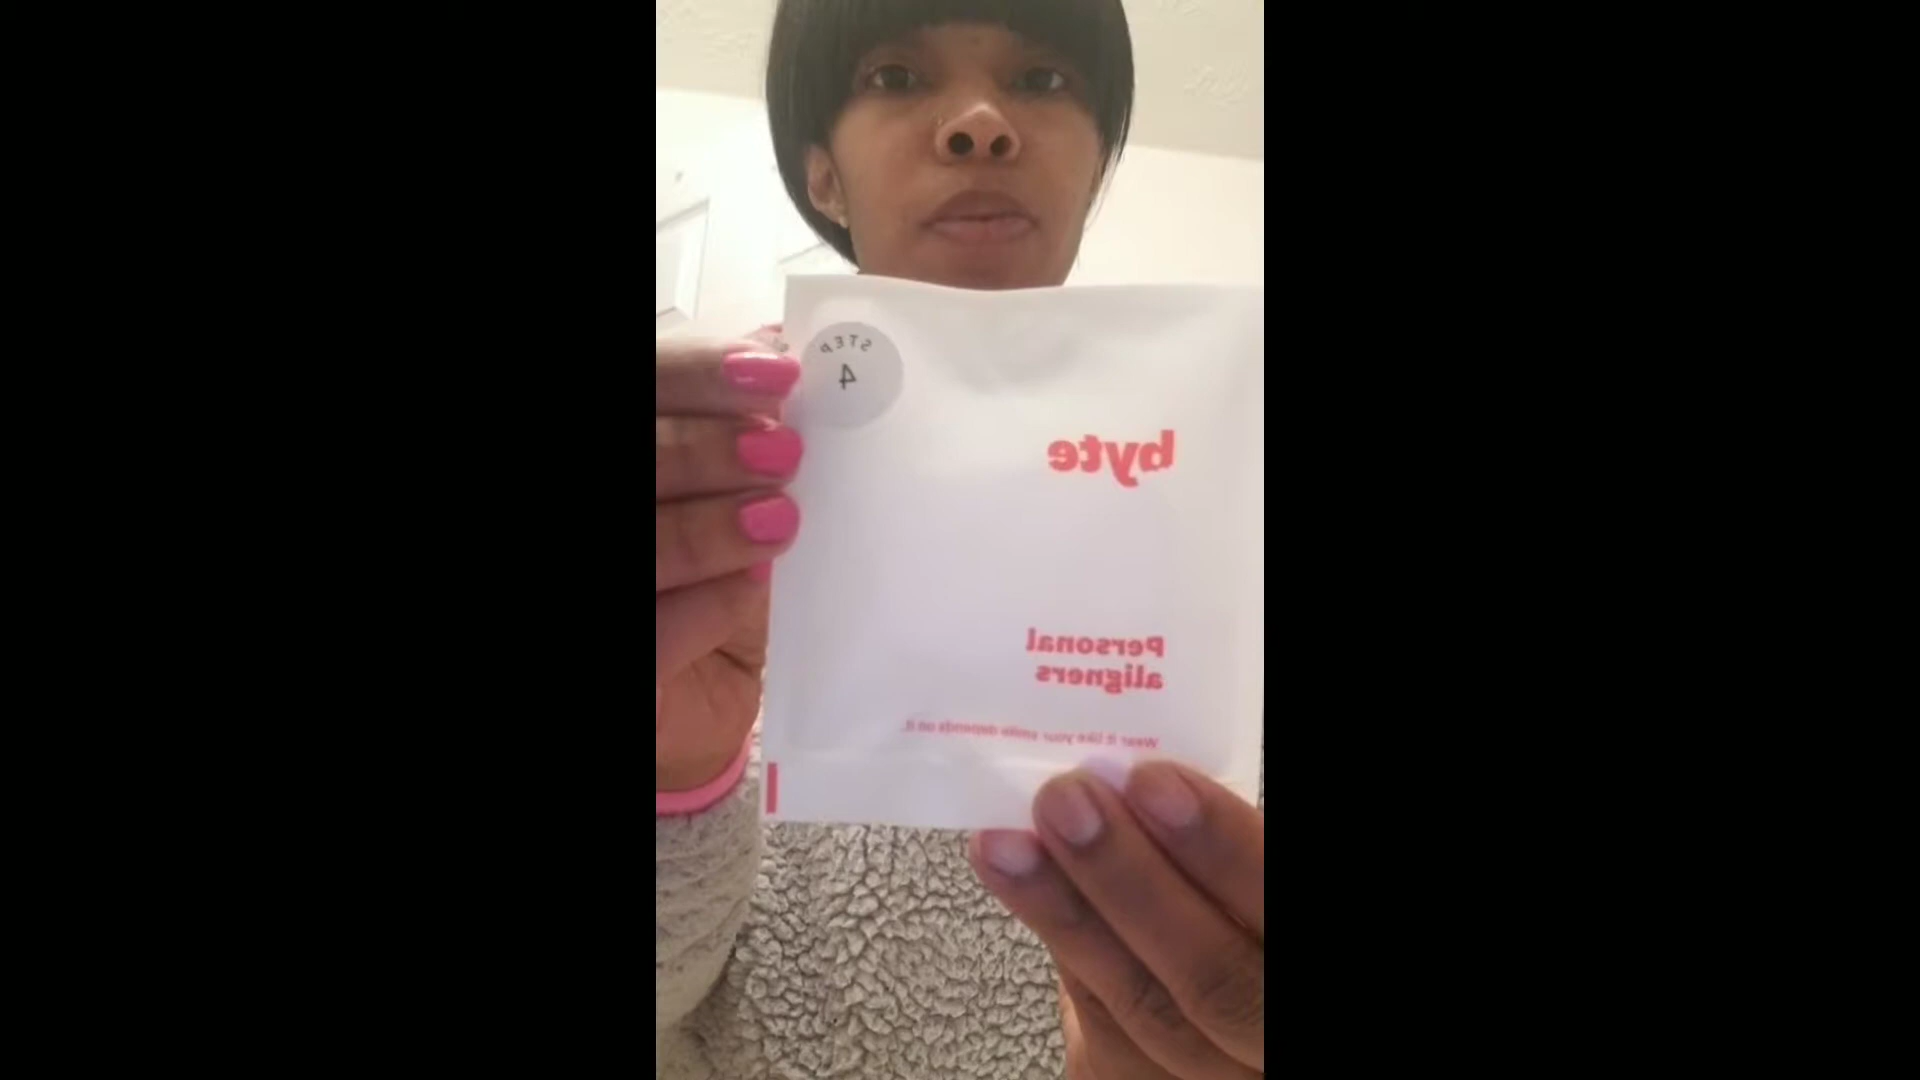 STEP
4
byte
Personal
aligners
Wear it like your smile depends on it.